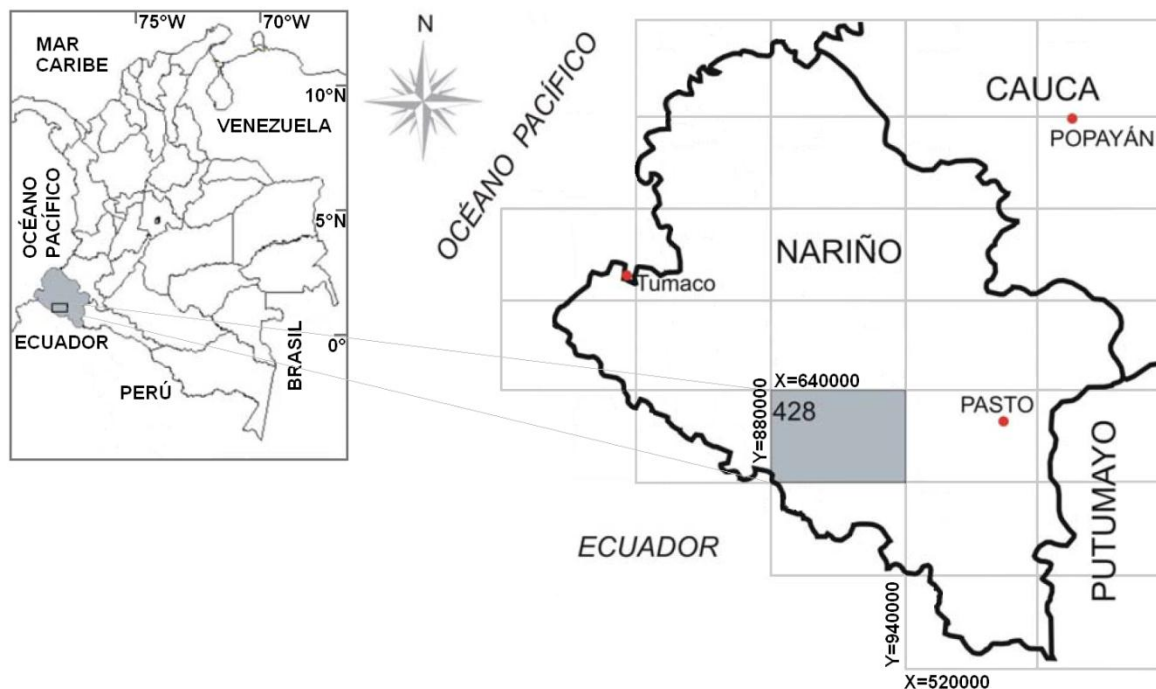 75°W
70°W
MAR
CARIBE
10°N
VENEZUELA
OCÉANO
PACÍFICO
5°N
ECUADOR
0°
BRASIL
PERÚ
N
OCÉANO PACÍFICO
CAUCA
POPAYÁN
NARIÑO
Tumaco
X=640000
Y=880000
428
PASTO
PUTUMAYO
ECUADOR
Y=940000
X=520000